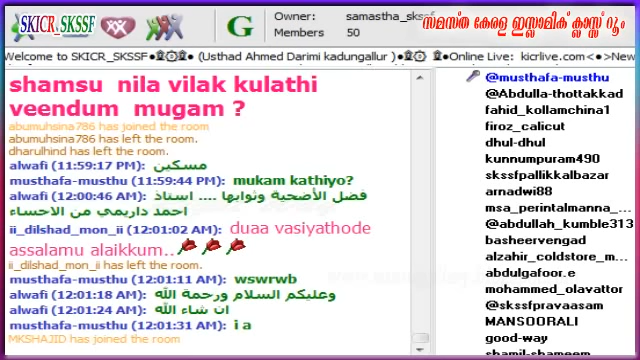 SKICR_SKSSF
G
Owner: samastha_skssf
Members 50
സമസ്ത കേരള ഇസ്ലാമിക് ക്ലാസ്സ് റൂം
Welcome to SKICR_SKSSF●۩۞۩●(Usthad Ahmed Darimi kadungallur )●۩۞۩●Online Live: kicrlive.com<●>New
shamsu nila vilak kulathi
veendum mugam ?
abumuhsina786 has joined the room
abumuhsina786 has left the room.
dharulhind has left the room.
alwafi (11:59:17 PM): مسكين
musthafa-musthu (11:59:44 PM): mukam kathiyo?
alwafi (12:00:46 AM): فضل الأضحية وثوابها .... استاذ
احمد داريمي من الاحساء
ii_dilshad_mon_ii (12:01:02 AM): duaa vasiyathode
assalamu alaikkum..
ii_dilshad_mon_ii has left the room.
musthafa-musthu (12:01:11 AM): wswrwb
alwafi (12:01:18 AM): وعليكم السلام ورحمة الله
alwafi (12:01:24 AM): ان شاء الله
musthafa-musthu (12:01:31 AM): i a
MKSHAJID has joined the room
@musthafa-musthu
@Abdulla-thottakkad
fahid_kollamchina1
firoz_calicut
dhul-dhul
kunnumpuram490
skssfpallikkalbazar
arnadwi88
msa_perintalmanna_...
@abdullah_kumble313
basheervengad
alzahir_coldstore_m...
abdulgafoor.e
mohammed_olavattor
@skssfpravaasam
MANSOORALI
good-way
shamil-shameem